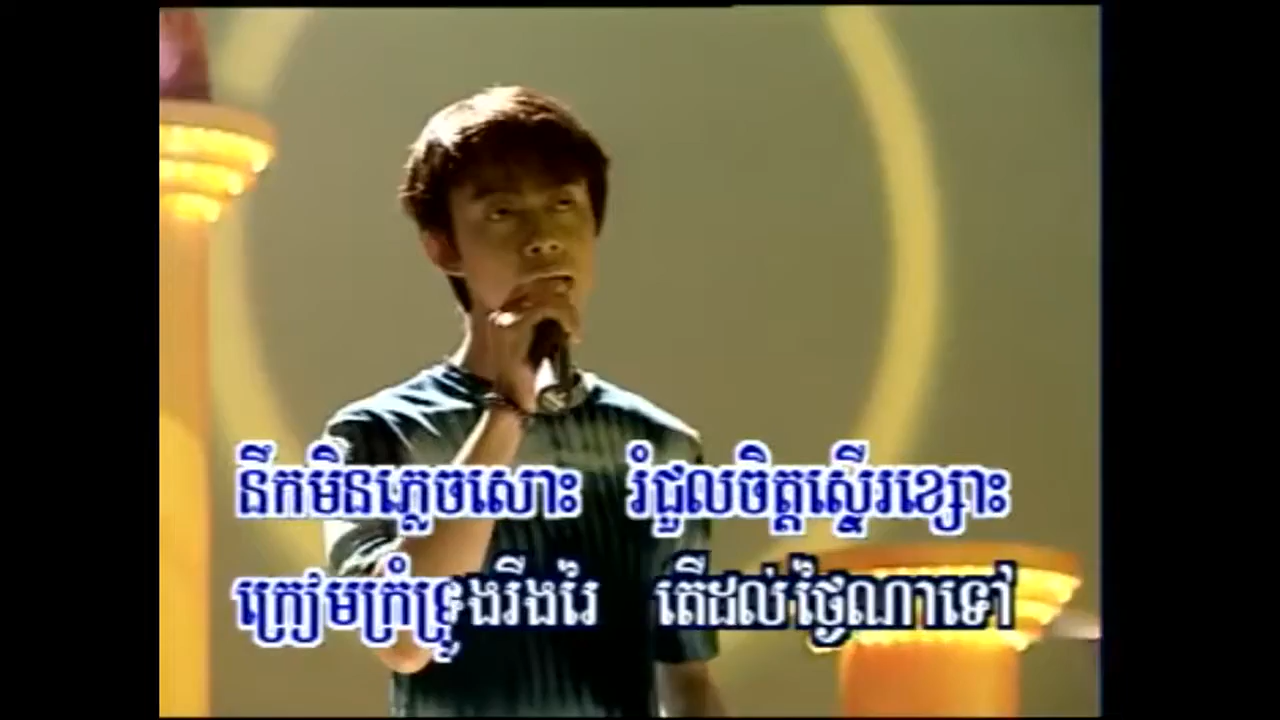 នឹកមិនភ្លេចសោះ រំជួលចិត្តស្ទើរខ្សោះ
ក្រៀមក្រំទ្រូងរីងរៃ តើដល់ថ្ងៃណាទៅ